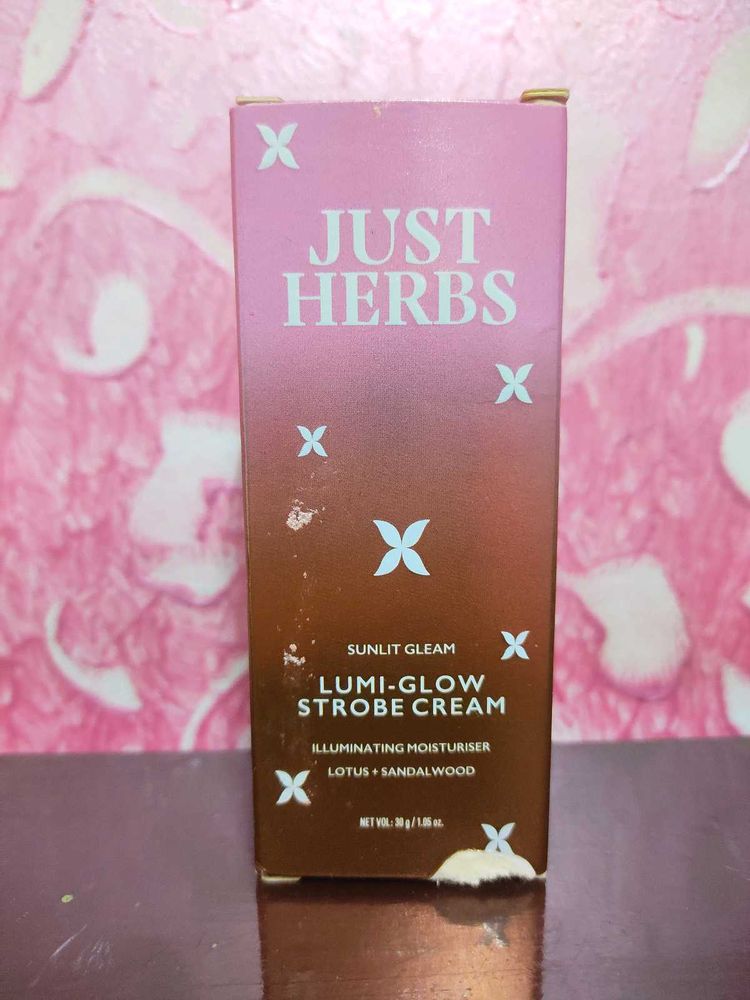 JUST
HERBS
SUNLIT GLEAM
LUMI-GLOW
STROBE CREAM
ILLUMINATING MOISTURISER
LOTUS + SANDALWOOD
NET VOL: 30 g / 1.05 oz.